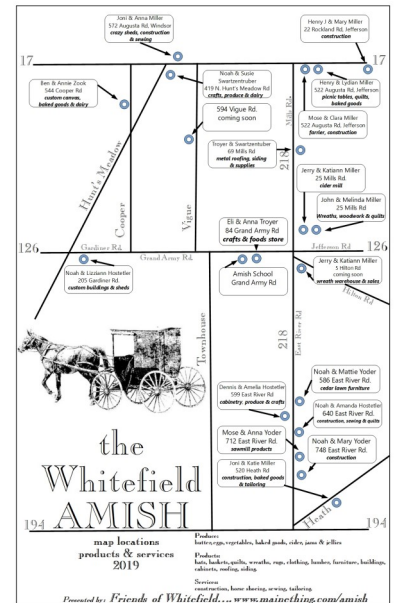 Joni & Anna Miller
572 Augusta Rd, Windsor
crazy sheds, construction
& sewing
Henry J & Mary Miller
22 Rockland Rd, Jefferson
construction
17
17
Ben & Annie Zook
544 Cooper Rd
custom canvas,
baked goods & dairy
Noah & Susie
Swartzentruber
419 N. Hunt's Meadow Rd
crafts, produce & dairy
Henry & Lydian Miller
522 Augusta Rd, Jefferson
picnic tables, quilts,
baked goods
594 Vigue Rd.
coming soon
Mose & Clara Miller
522 Augusta Rd, Jefferson
farrier, construction
Mills Rd
218
Troyer & Swartzentuber
69 Mills Rd
metal roofing, siding
& supplies
Jerry & Katiann Miller
25 Mills Rd.
cider mill
Hunt's Meadow
Cooper
Vigue
John & Melinda Miller
25 Mills Rd
Wreaths, woodwork & quilts
Eli & Anna Troyer
84 Grand Army Rd
crafts & foods store
126
Gardiner Rd.
Grand Army Rd.
Jefferson Rd.
126
Noah & Lizziann Hostetler
205 Gardiner Rd.
custom buildings & sheds
Amish School
Grand Army Rd
Jerry & Katiann Miller
5 Hilton Rd
coming soon
wreath warehouse & sales
Hilton Rd
Townhouse
218
East River Rd
Noah & Mattie Yoder
586 East River Rd.
cedar lawn furniture
Dennis & Amelia Hostetler
599 East River Rd
cabinetry, produce & crafts
Noah & Amanda Hostetler
640 East River Rd.
construction, sewing & quilts
Mose & Anna Yoder
712 East River Rd.
sawmill products
Noah & Mary Yoder
748 East River Rd.
construction
Joni & Katie Miller
520 Heath Rd
construction, baked goods
& tailoring
Heath
the
Whitefield
AMISH
194
194
map locations
products & services
2019
Produce:
butter, eggs, vegetables, baked goods, cider, jams & jellies
Products:
hats, baskets, quilts, wreaths, rugs, clothing, lumber, furniture, buildings,
cabinets, roofing, siding.
Services:
construction, horse shoeing, sewing, tailoring.
Presented by: Friends of Whitefield.... www.mainething.com/amish